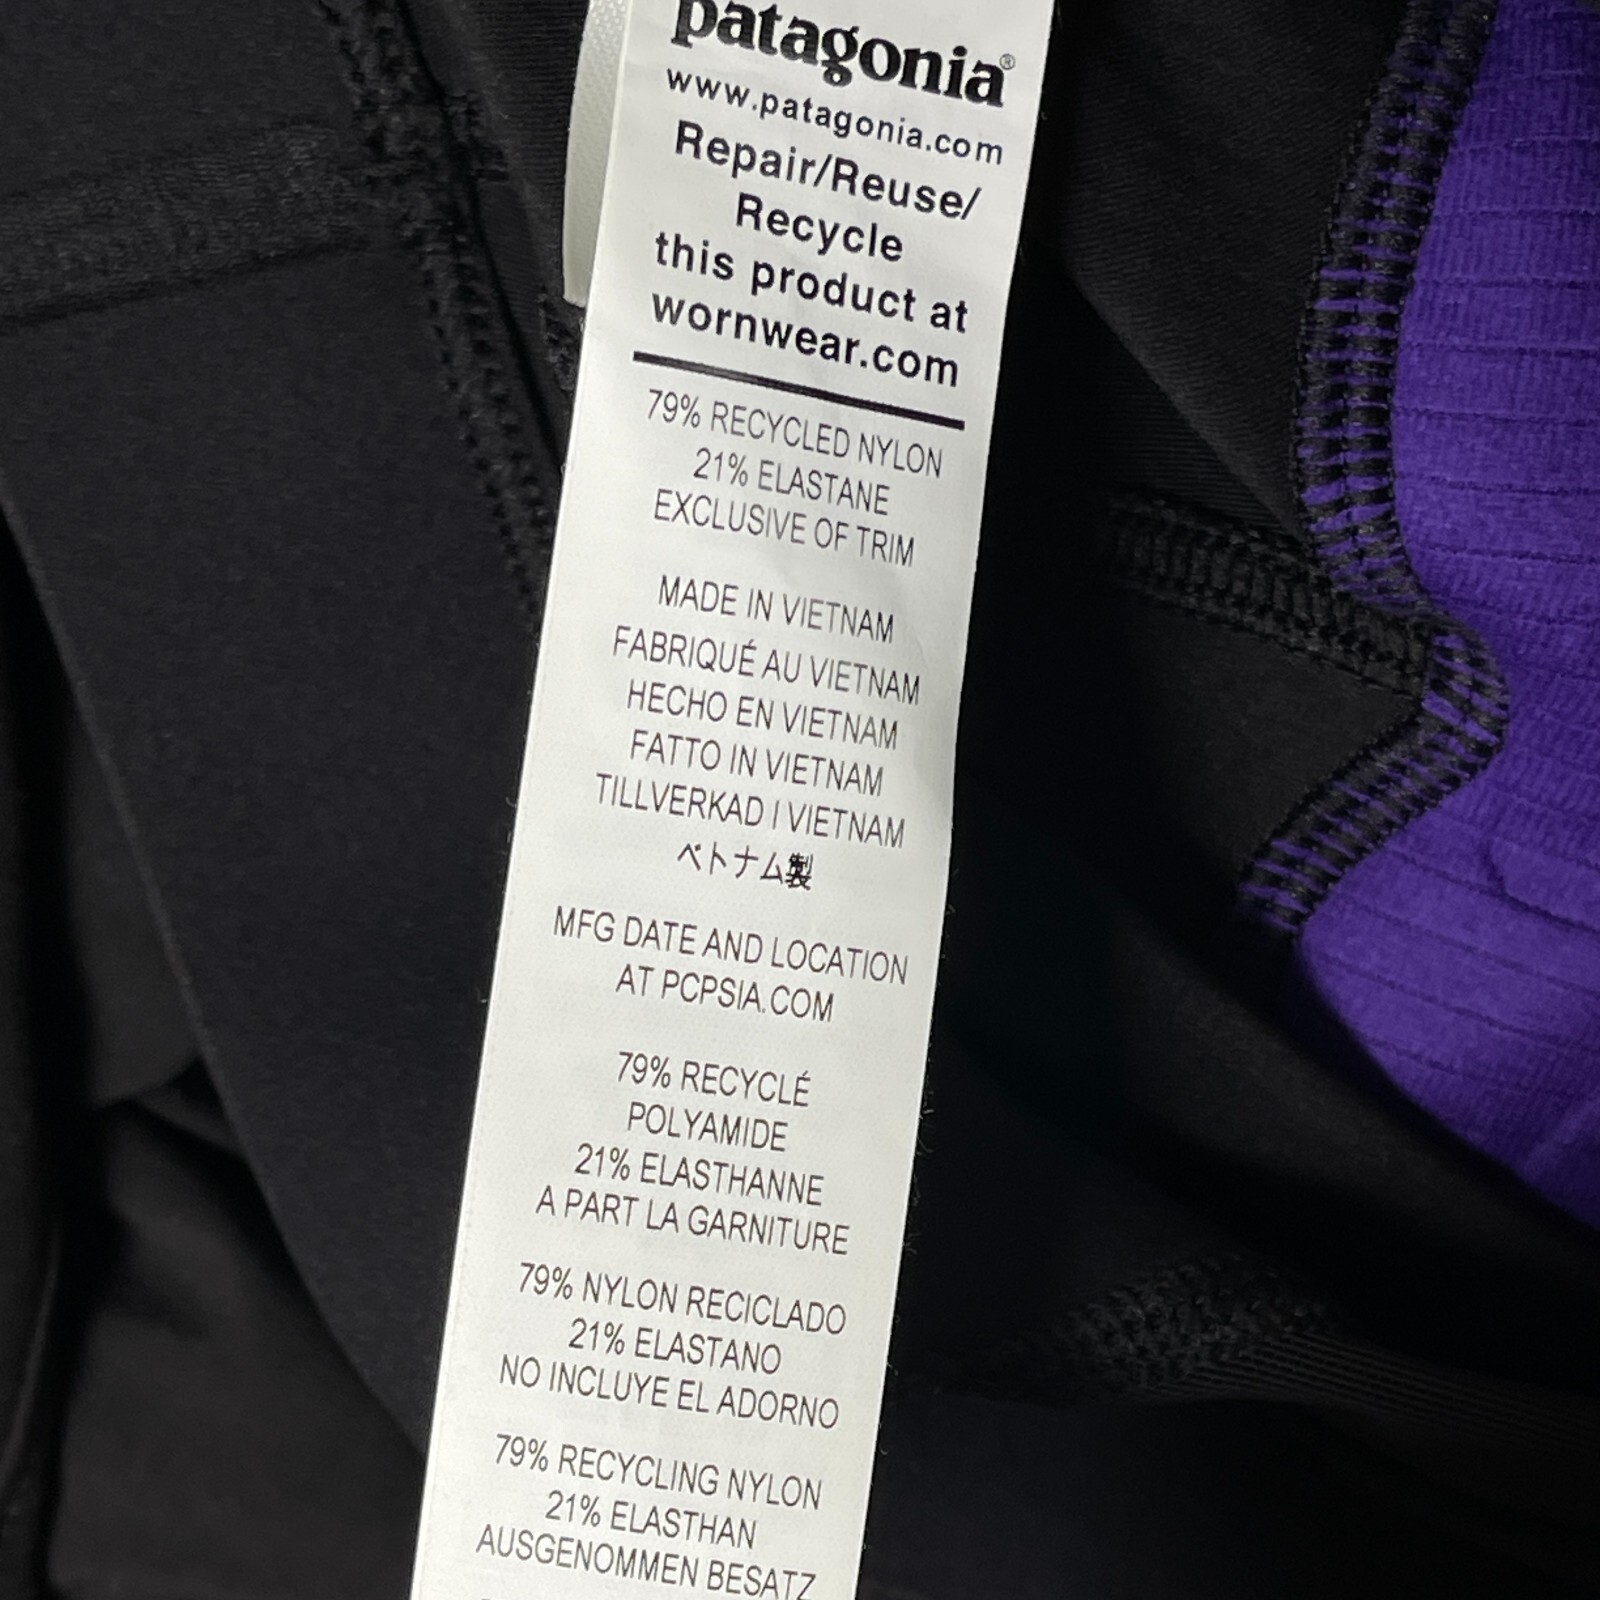 patagonia®
www.patagonia.com
Repair/Reuse/
Recycle
this product at
wornwear.com
79% RECYCLED NYLON
21% ELASTANE
EXCLUSIVE OF TRIM
MADE IN VIETNAM
FABRIQUÉ AU VIETNAM
HECHO EN VIETNAM
FATTO IN VIETNAM
TILLVERKAD I VIETNAM
ベトナム製
MFG DATE AND LOCATION
AT PCPSIA.COM
79% RECYCLÉ
POLYAMIDE
21% ELASTHANNE
A PART LA GARNITURE
79% NYLON RECICLADO
21% ELASTANO
NO INCLUYE EL ADORNO
79% RECYCLING NYLON
21% ELASTHAN
AUSGENOMMEN BESATZ